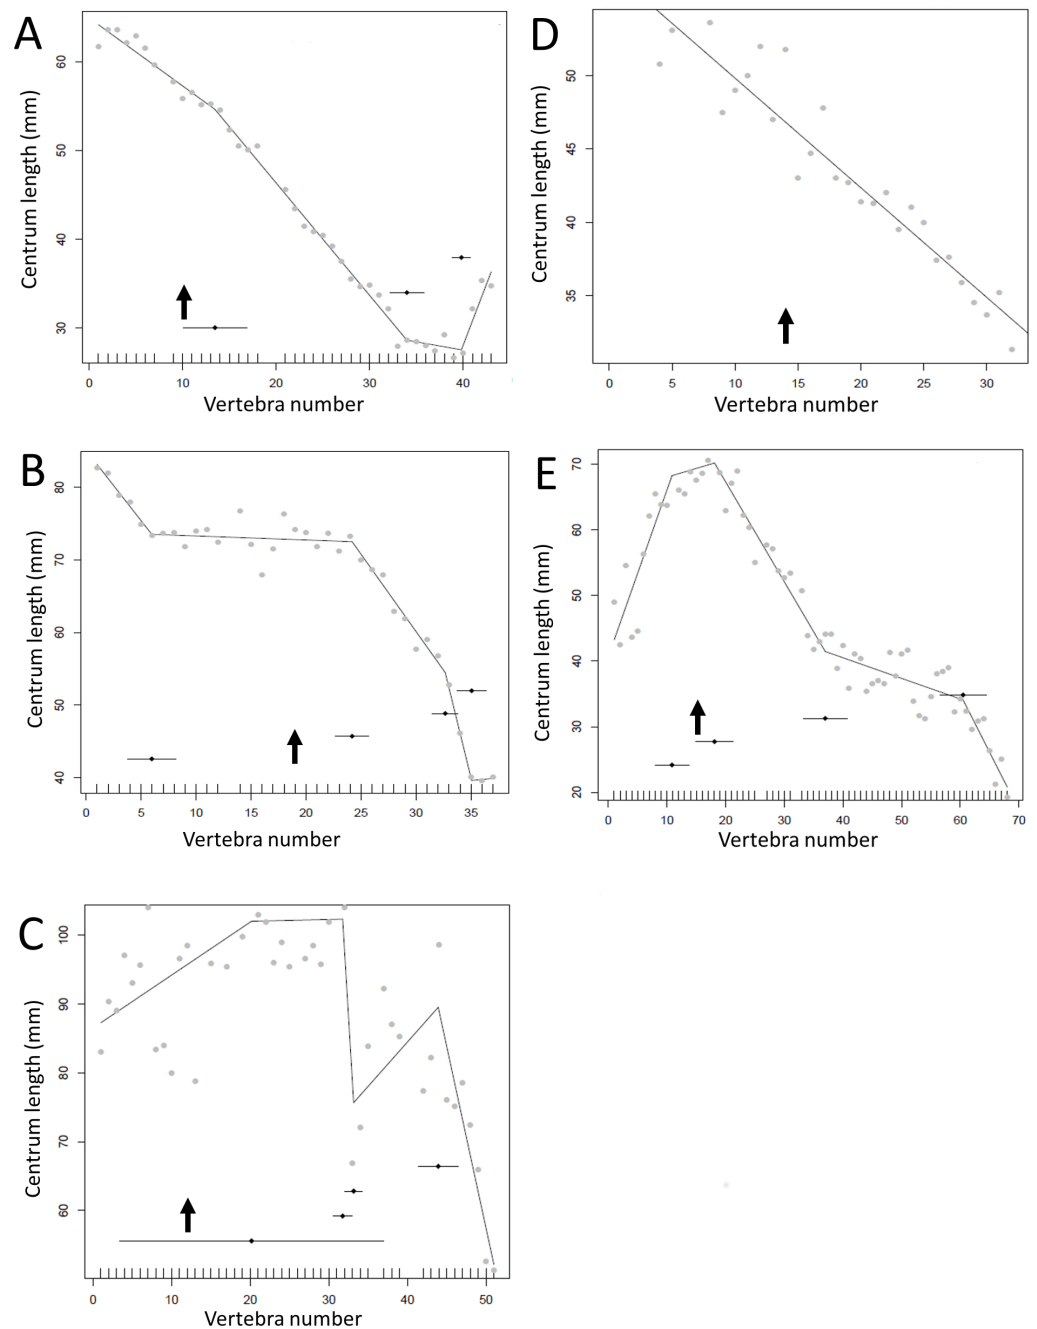 A
Centrum length (mm)
60
50
40
30
0 10 20 30 40
Vertebra number
D
Centrum length (mm)
50
45
40
35
0 5 10 15 20 25 30
Vertebra number
B
Centrum length (mm)
80
70
60
50
40
0 5 10 15 20 25 30 35
Vertebra number
E
Centrum length (mm)
70
60
50
40
30
20
0 10 20 30 40 50 60 70
Vertebra number
C
Centrum length (mm)
100
90
80
70
60
0 10 20 30 40 50
Vertebra number